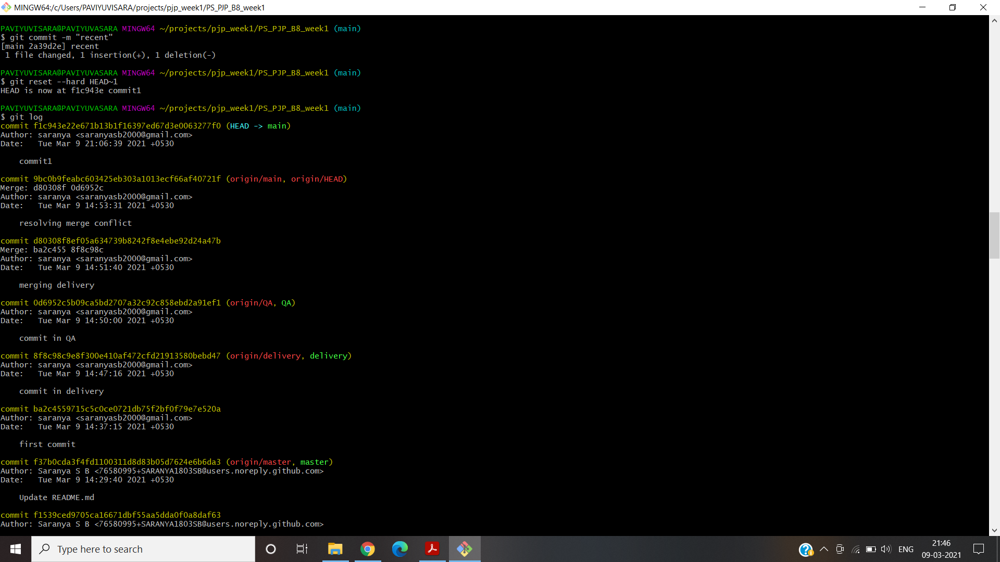 MINGW64:/c/Users/PAVIYUVISARA/projects/pjp_week1/PS_PJP_B8_week1
PAVIYUVISARA@PAVIYUVASARA MINGW64 ~/projects/pjp_week1/PS_PJP_B8_week1 (main)
$ git commit -m "recent"
[main 2a39d2e] recent
 1 file changed, 1 insertion(+), 1 deletion(-)
PAVIYUVISARA@PAVIYUVASARA MINGW64 ~/projects/pjp_week1/PS_PJP_B8_week1 (main)
$ git reset --hard HEAD~1
HEAD is now at f1c943e commit1
PAVIYUVISARA@PAVIYUVASARA MINGW64 ~/projects/pjp_week1/PS_PJP_B8_week1 (main)
$ git log
commit f1c943e22e671b13b1f16397ed67d3e0063277f0 (HEAD -> main)
Author: saranya <saranyasb2000@gmail.com>
Date:   Tue Mar 9 21:06:39 2021 +0530
    commit1
commit 9bc0b9feabc603425eb303a1013ecf66af40721f (origin/main, origin/HEAD)
Merge: d80308f 0d6952c
Author: saranya <saranyasb2000@gmail.com>
Date:   Tue Mar 9 14:53:31 2021 +0530
    resolving merge conflict
commit d80308f8ef05a634739b8242f8e4ebe92d24a47b
Merge: ba2c455 8f8c98c
Author: saranya <saranyasb2000@gmail.com>
Date:   Tue Mar 9 14:51:40 2021 +0530
    merging delivery
commit 0d6952c5b09ca5bd2707a32c92c858ebd2a91ef1 (origin/QA, QA)
Author: saranya <saranyasb2000@gmail.com>
Date:   Tue Mar 9 14:50:00 2021 +0530
    commit in QA
commit 8f8c98c9e8f300e410af472cfd21913580bebd47 (origin/delivery, delivery)
Author: saranya <saranyasb2000@gmail.com>
Date:   Tue Mar 9 14:47:16 2021 +0530
    commit in delivery
commit ba2c4559715c5c0ce0721db75f2bf0f79e7e520a
Author: saranya <saranyasb2000@gmail.com>
Date:   Tue Mar 9 14:37:15 2021 +0530
    first commit
commit f37b0cda3f4fd1100311d8d83b05d7624e6b6da3 (origin/master, master)
Author: Saranya S B <76580995+SARANYA1803SB@users.noreply.github.com>
Date:   Tue Mar 9 14:29:40 2021 +0530
    Update README.md
commit f1539ced9705ca16671dbf55aa5dda0f0a8daf63
Author: Saranya S B <76580995+SARANYA1803SB@users.noreply.github.com>
Type here to search
ENG
21:46
09-03-2021